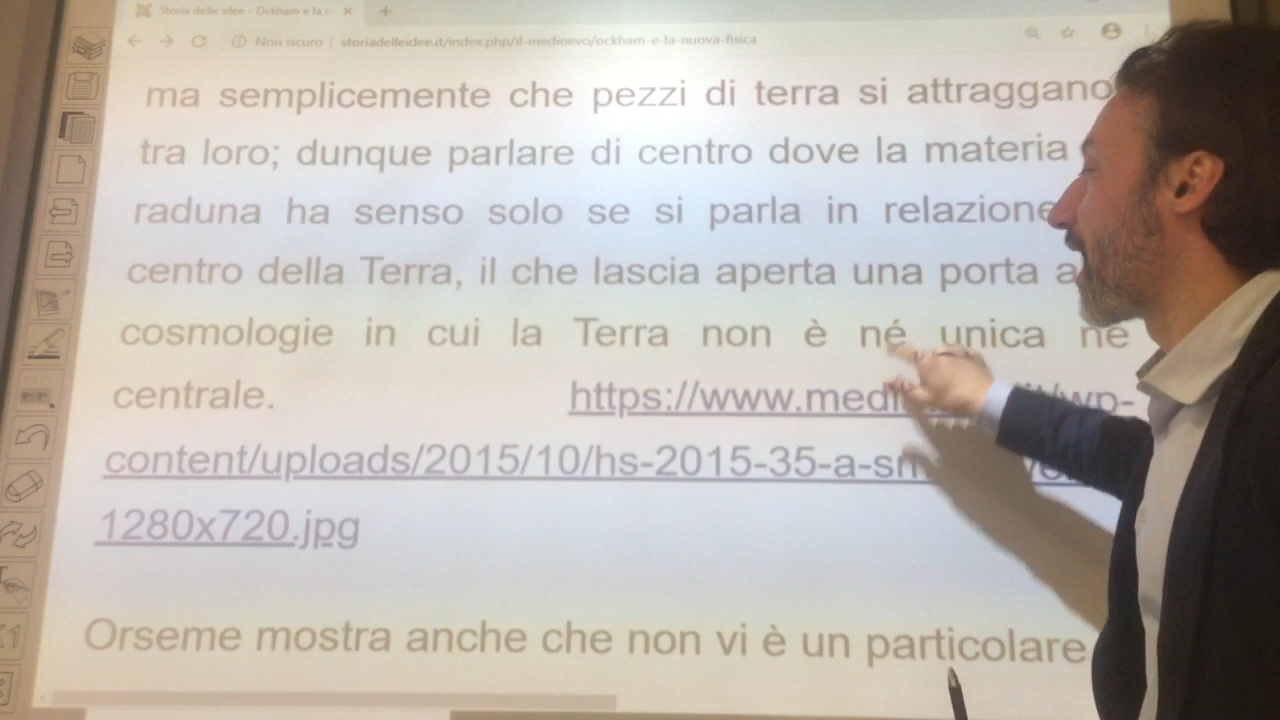 Storia delle idee - Ockham e la n
Non sicuro | storiadelleidee.it/index.php/il-medioevo/ockham-e-la-nuova-fisica
ma semplicemente che pezzi di terra si attraggano
tra loro; dunque parlare di centro dove la materia
raduna ha senso solo se si parla in relazione
centro della Terra, il che lascia aperta una porta a
cosmologie in cui la Terra non è né unica né
centrale. https://www.med wp-
content/uploads/2015/10/hs-2015-35-a-sm
1280x720.jpg
Orseme mostra anche che non vi è un particolare